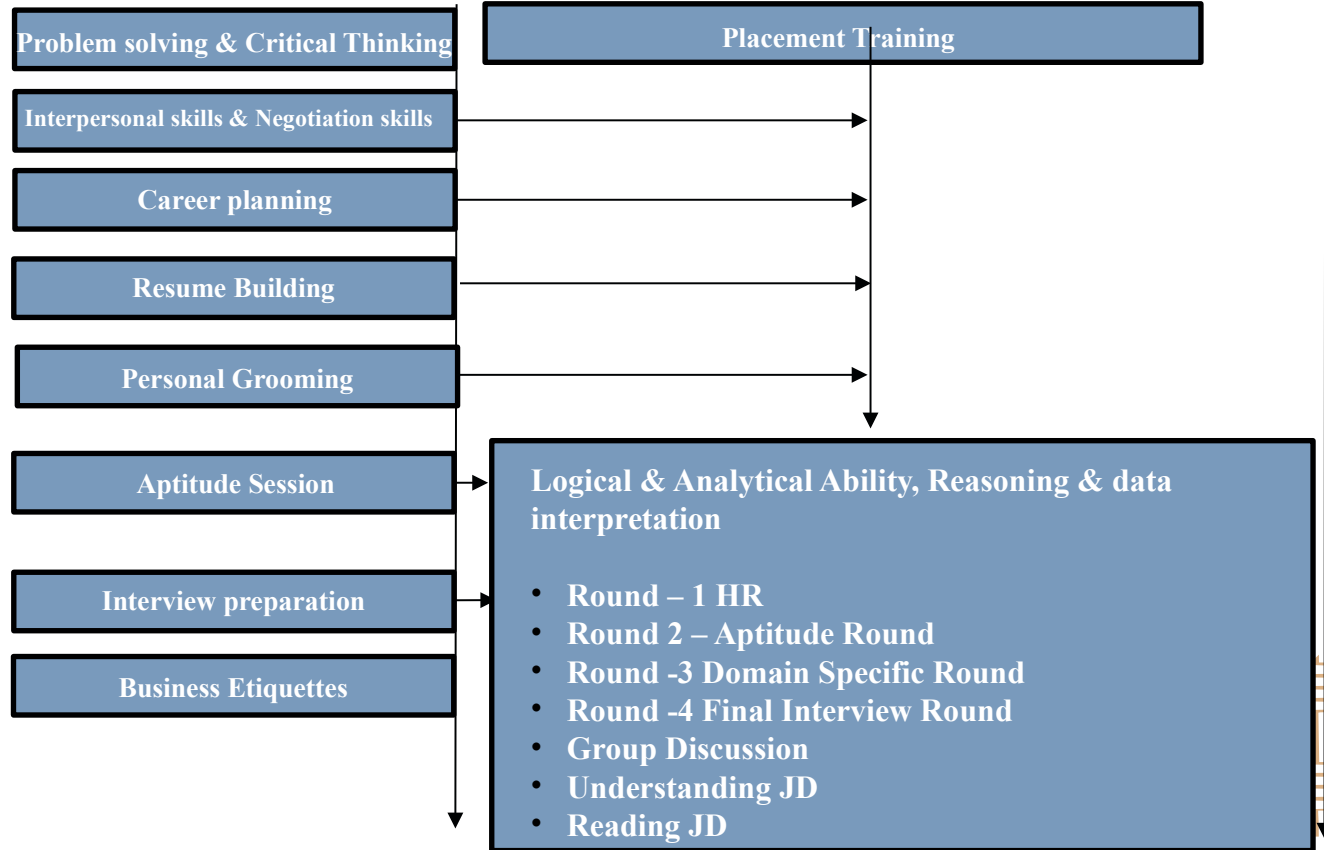 Problem solving & Critical Thinking
Placement Training
Interpersonal skills & Negotiation skills
Career planning
Resume Building
Personal Grooming
Aptitude Session
Interview preparation
Business Etiquettes
Logical & Analytical Ability, Reasoning & data
interpretation
• Round – 1 HR
• Round 2 – Aptitude Round
• Round -3 Domain Specific Round
• Round -4 Final Interview Round
• Group Discussion
• Understanding JD
• Reading JD